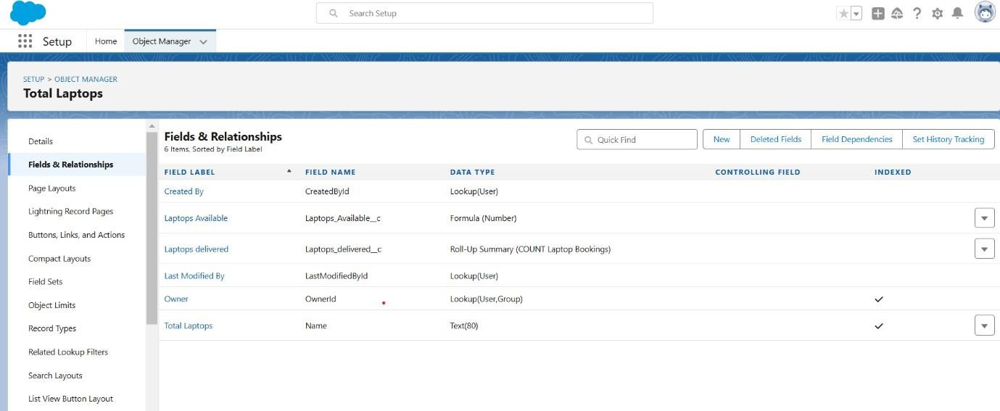 Search Setup
Setup Home Object Manager
SETUP > OBJECT MANAGER
Total Laptops
Details
Fields & Relationships
Page Layouts
Lightning Record Pages
Buttons, Links, and Actions
Compact Layouts
Field Sets
Object Limits
Record Types
Related Lookup Filters
Search Layouts
List View Button Layout
Fields & Relationships
6 Items, Sorted by Field Label
Quick Find New Deleted Fields Field Dependencies Set History Tracking
FIELD LABEL FIELD NAME DATA TYPE CONTROLLING FIELD INDEXED
Created By CreatedById Lookup(User)
Laptops Available Laptops_Available__c Formula (Number)
Laptops delivered Laptops_delivered__c Roll-Up Summary (COUNT Laptop Bookings)
Last Modified By LastModifiedById Lookup(User)
Owner OwnerId Lookup(User,Group)
Total Laptops Name Text(80)